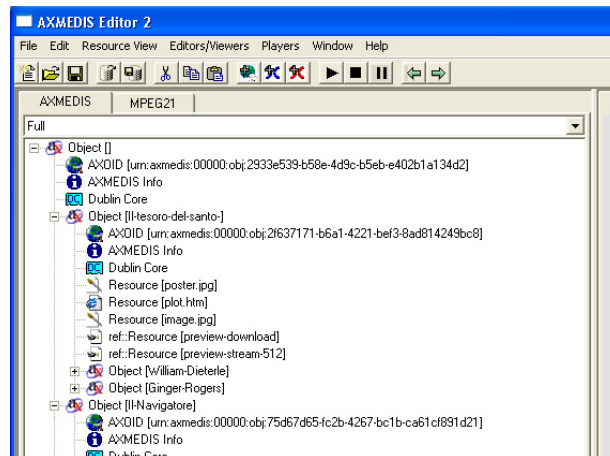 AXMEDIS Editor 2
File Edit Resource View Editors/Viewers Players Window Help
AXMEDIS MPEG21
Full
Object []
AXOID [urn:axmedis:00000:obj:2933e539-b58e-4d9c-b5eb-e402b1a134d2]
AXMEDIS Info
DC Dublin Core
Object [Il-tesoro-del-santo-]
AXOID [urn:axmedis:00000:obj:2f637171-b6a1-4221-bef3-8ad814249bc8]
AXMEDIS Info
DC Dublin Core
Resource [poster.jpg]
Resource [plot.htm]
Resource [image.jpg]
ref::Resource [preview-download]
ref::Resource [preview-stream-512]
Object [William-Dieterle]
Object [Ginger-Rogers]
Object [Il-Navigatore]
AXOID [urn:axmedis:00000:obj:75d67d65-fc2b-4267-bc1b-ca61cf891d21]
AXMEDIS Info
Dublin Core